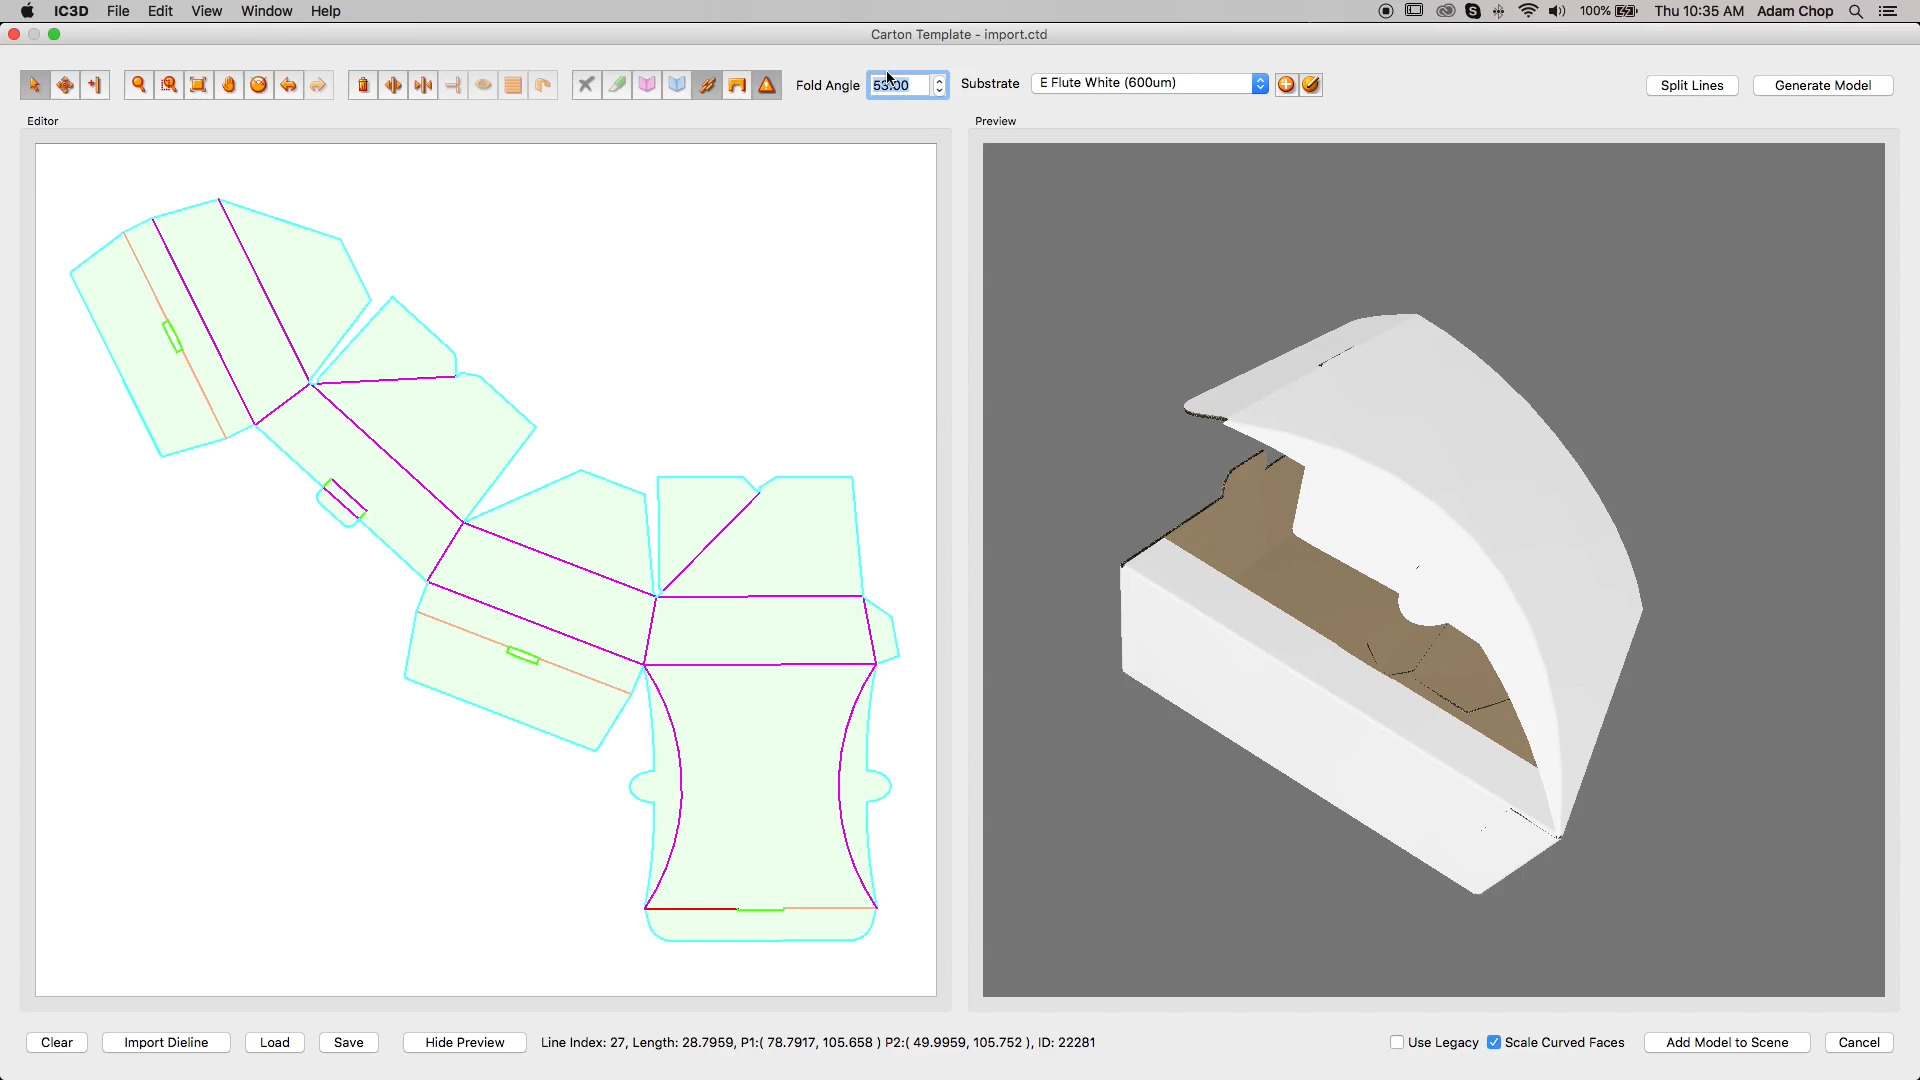 IC3D File Edit View Window Help 100% Thu 10:35 AM Adam Chop
Carton Template - import.ctd
Fold Angle 53.00 Substrate E Flute White (600um) Split Lines Generate Model
Editor Preview
Clear Import Dieline Load Save Hide Preview Line Index: 27, Length: 28.7959, P1:( 78.7917, 105.658 ) P2:( 49.9959, 105.752 ), ID: 22281 Use Legacy Scale Curved Faces Add Model to Scene Cancel